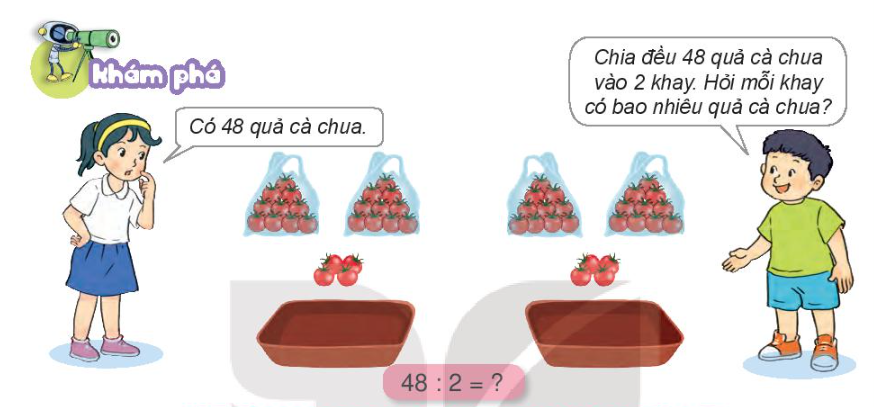 khám phá
Có 48 quả cà chua.
Chia đều 48 quả cà chua
vào 2 khay. Hỏi mỗi khay
có bao nhiêu quả cà chua?
48 : 2 = ?